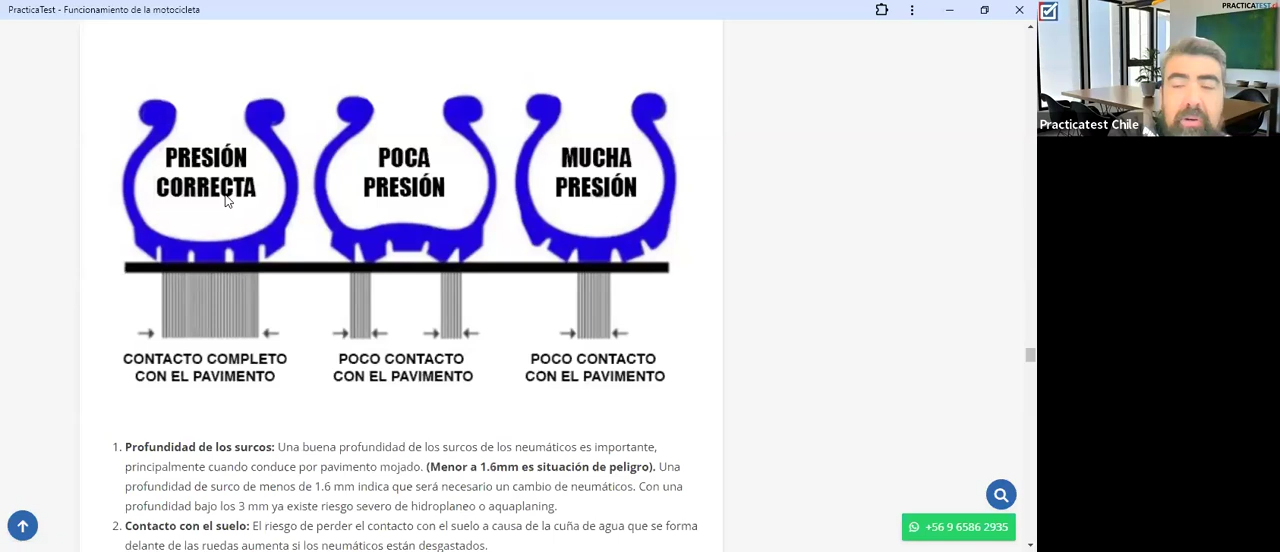 PracticaTest - Funcionamiento de la motocicleta
PRACTICATEST
Practicatest Chile
PRESIÓN
CORRECTA
POCA
PRESIÓN
MUCHA
PRESIÓN
CONTACTO COMPLETO
CON EL PAVIMENTO
POCO CONTACTO
CON EL PAVIMENTO
POCO CONTACTO
CON EL PAVIMENTO
1. Profundidad de los surcos: Una buena profundidad de los surcos de los neumáticos es importante,
principalmente cuando conduce por pavimento mojado. (Menor a 1.6mm es situación de peligro). Una
profundidad de surco de menos de 1.6 mm indica que será necesario un cambio de neumáticos. Con una
profundidad bajo los 3 mm ya existe riesgo severo de hidroplaneo o aquaplaning.
2. Contacto con el suelo: El riesgo de perder el contacto con el suelo a causa de la cuña de agua que se forma
delante de las ruedas aumenta si los neumáticos están desgastados.
+56 9 6586 2935